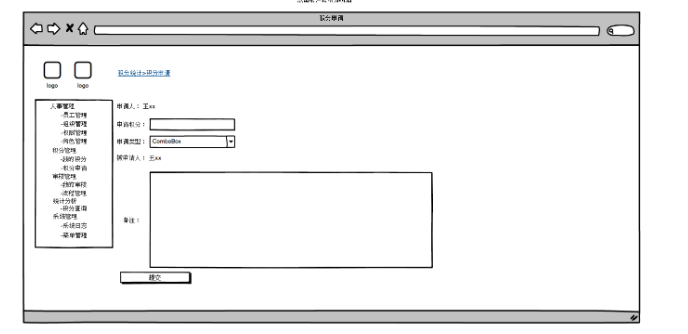 积分申请
logo
logo
积分统计>积分申请
人事管理
-员工管理
-组织管理
-权限管理
-角色管理
积分管理
-我的积分
-积分申请
审核管理
-我的审核
-流程管理
统计分析
-积分查询
系统管理
-系统日志
-菜单管理
申请人：王xx
申请积分：
申请类型：ComboBox
被申请人：王xx
备注：
提交